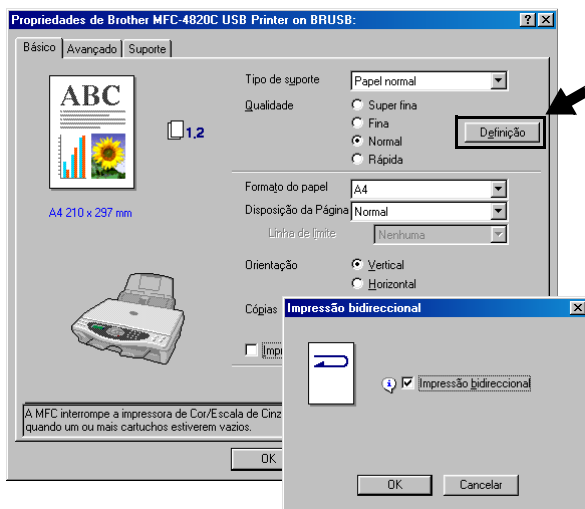 Propriedades de Brother MFC-4820C USB Printer on BRUSB:
Básico Avançado Suporte
ABC
1.2
A4 210 x 297 mm
Tipo de suporte Papel normal
Qualidade Super fina
Fina
Normal
Rápida
Definição
Formato do papel A4
Disposição da Página Normal
Linha de limite Nenhuma
Orientação Vertical
Horizontal
Cópias
A MFC interrompe a impressora de Cor/Escala de Cinz
quando um ou mais cartuchos estiverem vazios.
OK
Impressão bidireccional
Impressão bidireccional
OK Cancelar